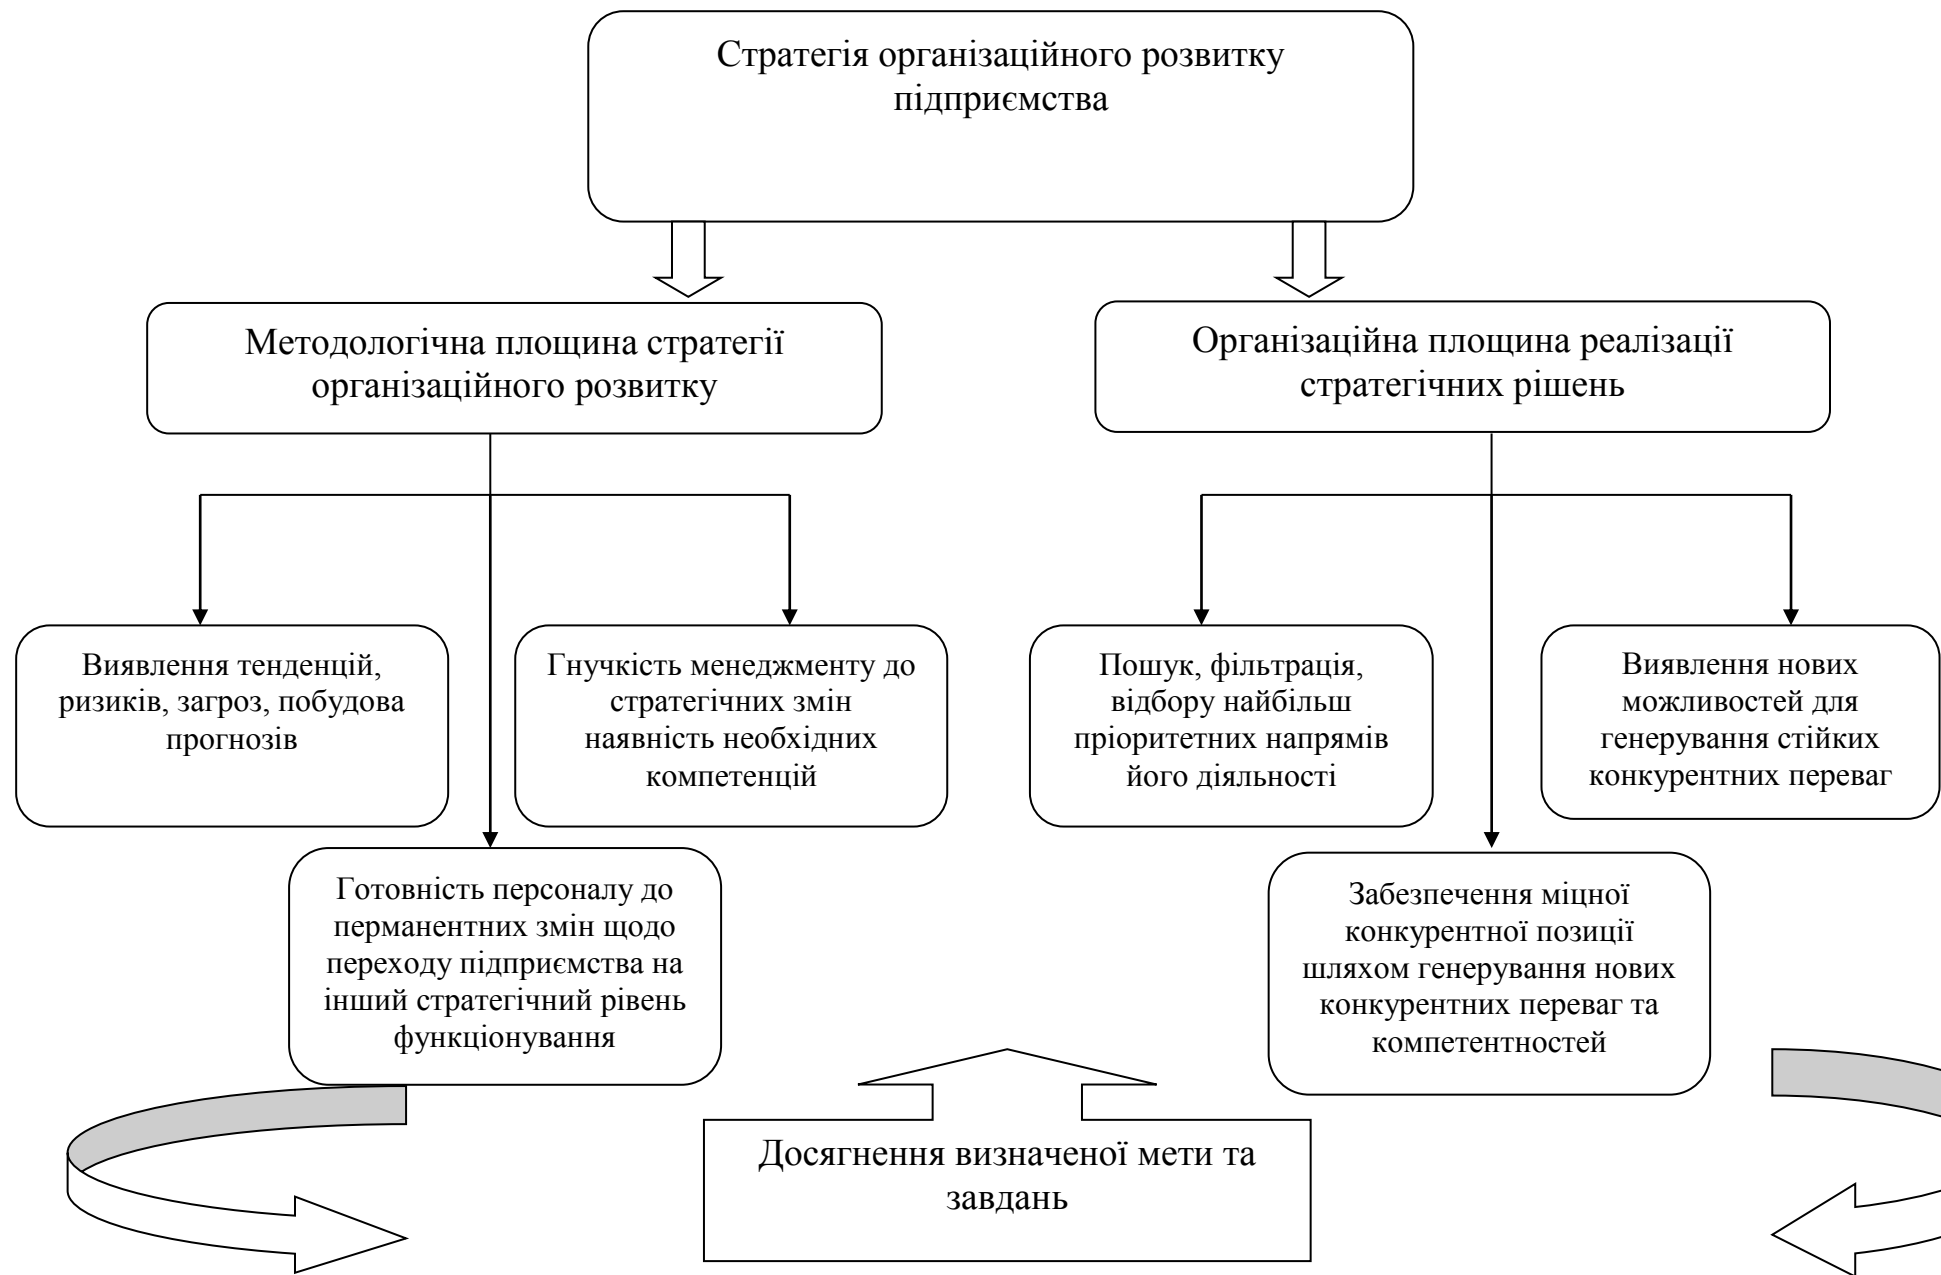 Стратегія організаційного розвитку
підприємства
Методологічна площина стратегії
організаційного розвитку
Організаційна площина реалізації
стратегічних рішень
Виявлення тенденцій,
ризиків, загроз, побудова
прогнозів
Гнучкість менеджменту до
стратегічних змін
наявність необхідних
компетенцій
Пошук, фільтрація,
відбору найбільш
пріоритетних напрямів
його діяльності
Виявлення нових
можливостей для
генерування стійких
конкурентних переваг
Готовність персоналу до
перманентних змін щодо
переходу підприємства на
інший стратегічний рівень
функціонування
Забезпечення міцної
конкурентної позиції
шляхом генерування нових
конкурентних переваг та
компетентностей
Досягнення визначеної мети та
завдань